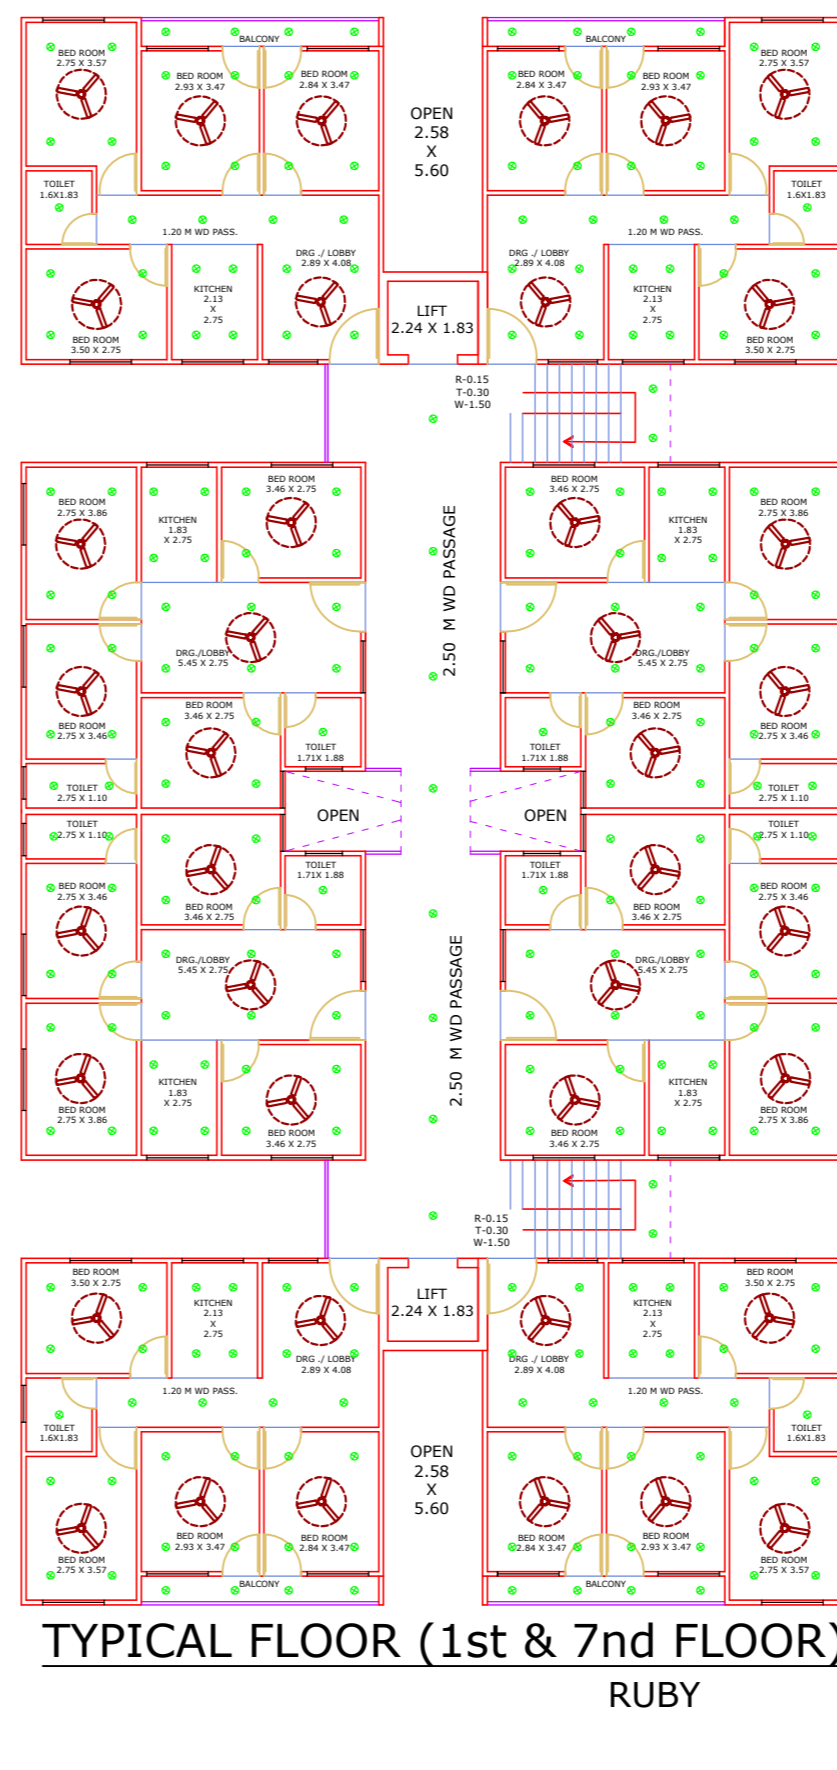 BALCONY
BALCONY
BED ROOM
2.75 X 3.57
BED ROOM
2.93 X 3.47
BED ROOM
2.84 X 3.47
OPEN
2.58
X
5.60
BED ROOM
2.84 X 3.47
BED ROOM
2.93 X 3.47
BED ROOM
2.75 X 3.57
TOILET
1.6X1.83
TOILET
1.6X1.83
1.20 M WD PASS.
1.20 M WD PASS.
DRG ./ LOBBY
2.89 X 4.08
DRG ./ LOBBY
2.89 X 4.08
KITCHEN
2.13
X
2.75
KITCHEN
2.13
X
2.75
LIFT
2.24 X 1.83
BED ROOM
3.50 X 2.75
BED ROOM
3.50 X 2.75
R-0.15
T-0.30
W-1.50
BED ROOM
2.75 X 3.86
KITCHEN
1.83
X 2.75
BED ROOM
3.46 X 2.75
BED ROOM
3.46 X 2.75
KITCHEN
1.83
X 2.75
BED ROOM
2.75 X 3.86
2.50 M WD PASSAGE
DRG./LOBBY
5.45 X 2.75
DRG./LOBBY
5.45 X 2.75
BED ROOM
2.75 X 3.46
BED ROOM
3.46 X 2.75
BED ROOM
3.46 X 2.75
BED ROOM
2.75 X 3.46
TOILET
1.71X 1.88
TOILET
1.71X 1.88
TOILET
2.75 X 1.10
TOILET
2.75 X 1.10
OPEN
OPEN
TOILET
2.75 X 1.10
TOILET
2.75 X 1.10
TOILET
1.71X 1.88
TOILET
1.71X 1.88
BED ROOM
2.75 X 3.46
BED ROOM
3.46 X 2.75
BED ROOM
3.46 X 2.75
BED ROOM
2.75 X 3.46
DRG./LOBBY
5.45 X 2.75
DRG./LOBBY
5.45 X 2.75
2.50 M WD PASSAGE
KITCHEN
1.83
X 2.75
KITCHEN
1.83
X 2.75
BED ROOM
2.75 X 3.86
BED ROOM
3.46 X 2.75
BED ROOM
3.46 X 2.75
BED ROOM
2.75 X 3.86
R-0.15
T-0.30
W-1.50
BED ROOM
3.50 X 2.75
BED ROOM
3.50 X 2.75
KITCHEN
2.13
X
2.75
LIFT
2.24 X 1.83
KITCHEN
2.13
X
2.75
DRG ./ LOBBY
2.89 X 4.08
DRG ./ LOBBY
2.89 X 4.08
1.20 M WD PASS.
1.20 M WD PASS.
TOILET
1.6X1.83
TOILET
1.6X1.83
OPEN
2.58
X
5.60
BED ROOM
2.75 X 3.57
BED ROOM
2.93 X 3.47
BED ROOM
2.84 X 3.47
BED ROOM
2.84 X 3.47
BED ROOM
2.93 X 3.47
BED ROOM
2.75 X 3.57
BALCONY
BALCONY
TYPICAL FLOOR (1st & 7nd FLOOR)
RUBY